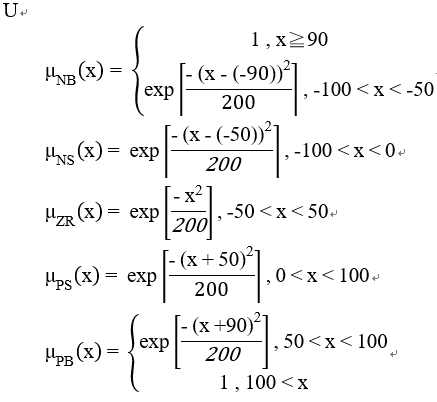 U
μNB(x) = { 1 , x≧90
exp[-(x - (-90))²/200] , -100 < x < -50
μNS(x) = exp[-(x - (-50))²/200] , -100 < x < 0
μZR(x) = exp[-x²/200] , -50 < x < 50
μPS(x) = exp[-(x + 50)²/200] , 0 < x < 100
μPB(x) = { exp[-(x +90)²/200] , 50 < x < 100
1 , 100 < x